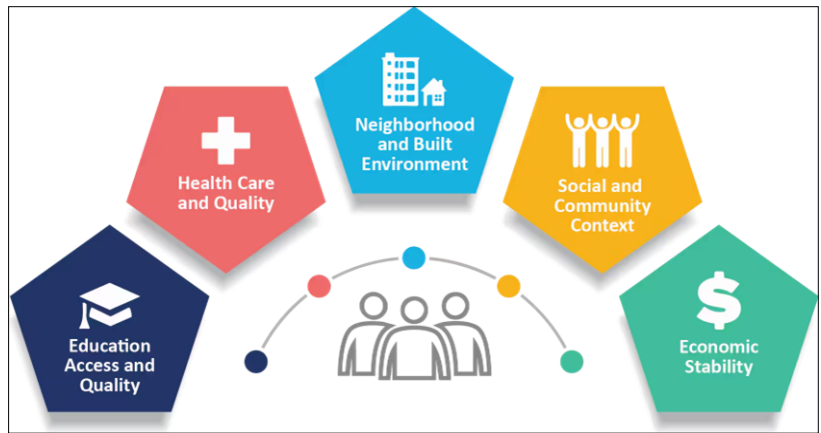 Education
Access and
Quality
Health Care
and Quality
Neighborhood
and Built
Environment
Social and
Community
Context
$
Economic
Stability